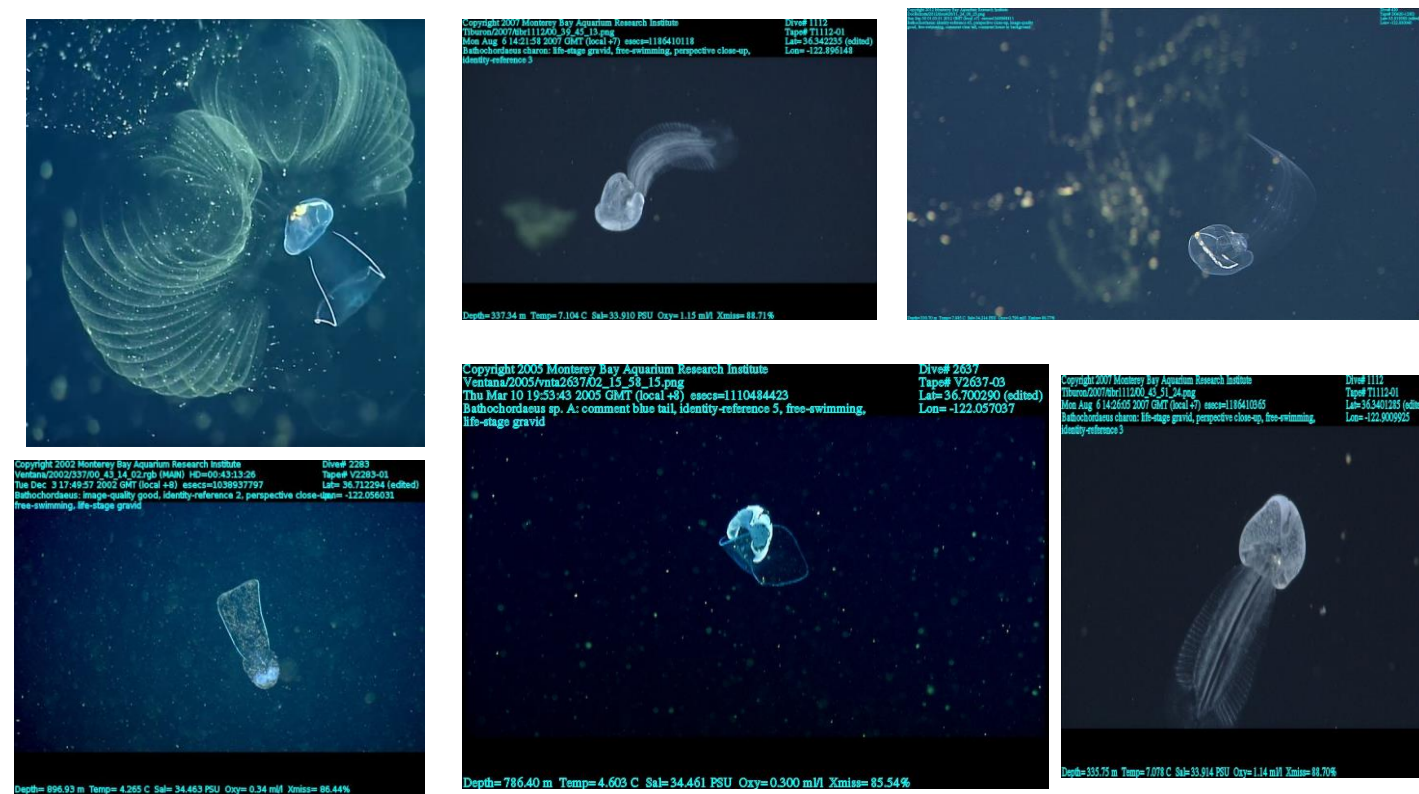 Copyright 2007 Monterey Bay Aquarium Research Institute
Dive# 1112
Tiburon/2007/tibr1112/00_39_45_13.png
Tape# T1112-01
Mon Aug 6 14:21:58 2007 GMT (local +7) esecs=1186410118
Lat= 36.342235 (edited)
Bathochordaeus charon: life-stage gravid, free-swimming, perspective close-up,
Lon= -122.896148
identity-reference 3
Depth= 337.34 m Temp= 7.104 C Sal= 33.910 PSU Oxy= 1.15 ml/l Xmiss= 88.71%
Copyright 2002 Monterey Bay Aquarium Research Institute
Dive# 2283
Ventana/2002/337/00_43_14_02.rgb (MAIN) HD=00:43:13:26
Tape# V2283-01
Tue Dec 3 17:49:57 2002 GMT (local +8) esecs=1038937797
Lat= 36.712294 (edited)
Bathochordaeus: image-quality good, identity-reference 2, perspective close-up,
-122.056031
free-swimming, life-stage gravid
Depth= 896.93 m Temp= 4.265 C Sal= 34.463 PSU Oxy= 0.34 ml/l Xmiss= 86.44%
Copyright 2005 Monterey Bay Aquarium Research Institute
Dive# 2637
Ventana/2005/vnta2637/02_15_58_15.png
Tape# V2637-03
Thu Mar 10 19:53:43 2005 GMT (local +8) esecs=1110484423
Lat= 36.700290 (edited)
Bathochordaeus sp. A: comment blue tail, identity-reference 5, free-swimming,
Lon= -122.057037
life-stage gravid
Depth= 786.40 m Temp= 4.603 C Sal= 34.461 PSU Oxy= 0.300 ml/l Xmiss= 85.54%
Copyright 2007 Monterey Bay Aquarium Research Institute
Dive# 1112
Tiburon/2007/tibr1112/00_43_51_24.png
Tape# T1112-01
Mon Aug 6 14:26:05 2007 GMT (local +7) esecs=1186410365
Lat= 36.3401285
Bathochordaeus charon: life-stage gravid, perspective close-up, free-swimming,
Lon= -122.9009925
identity-reference 3
Depth= 335.75 m Temp= 7.078 C Sal= 33.914 PSU Oxy= 1.14 ml/l Xmiss= 88.70%